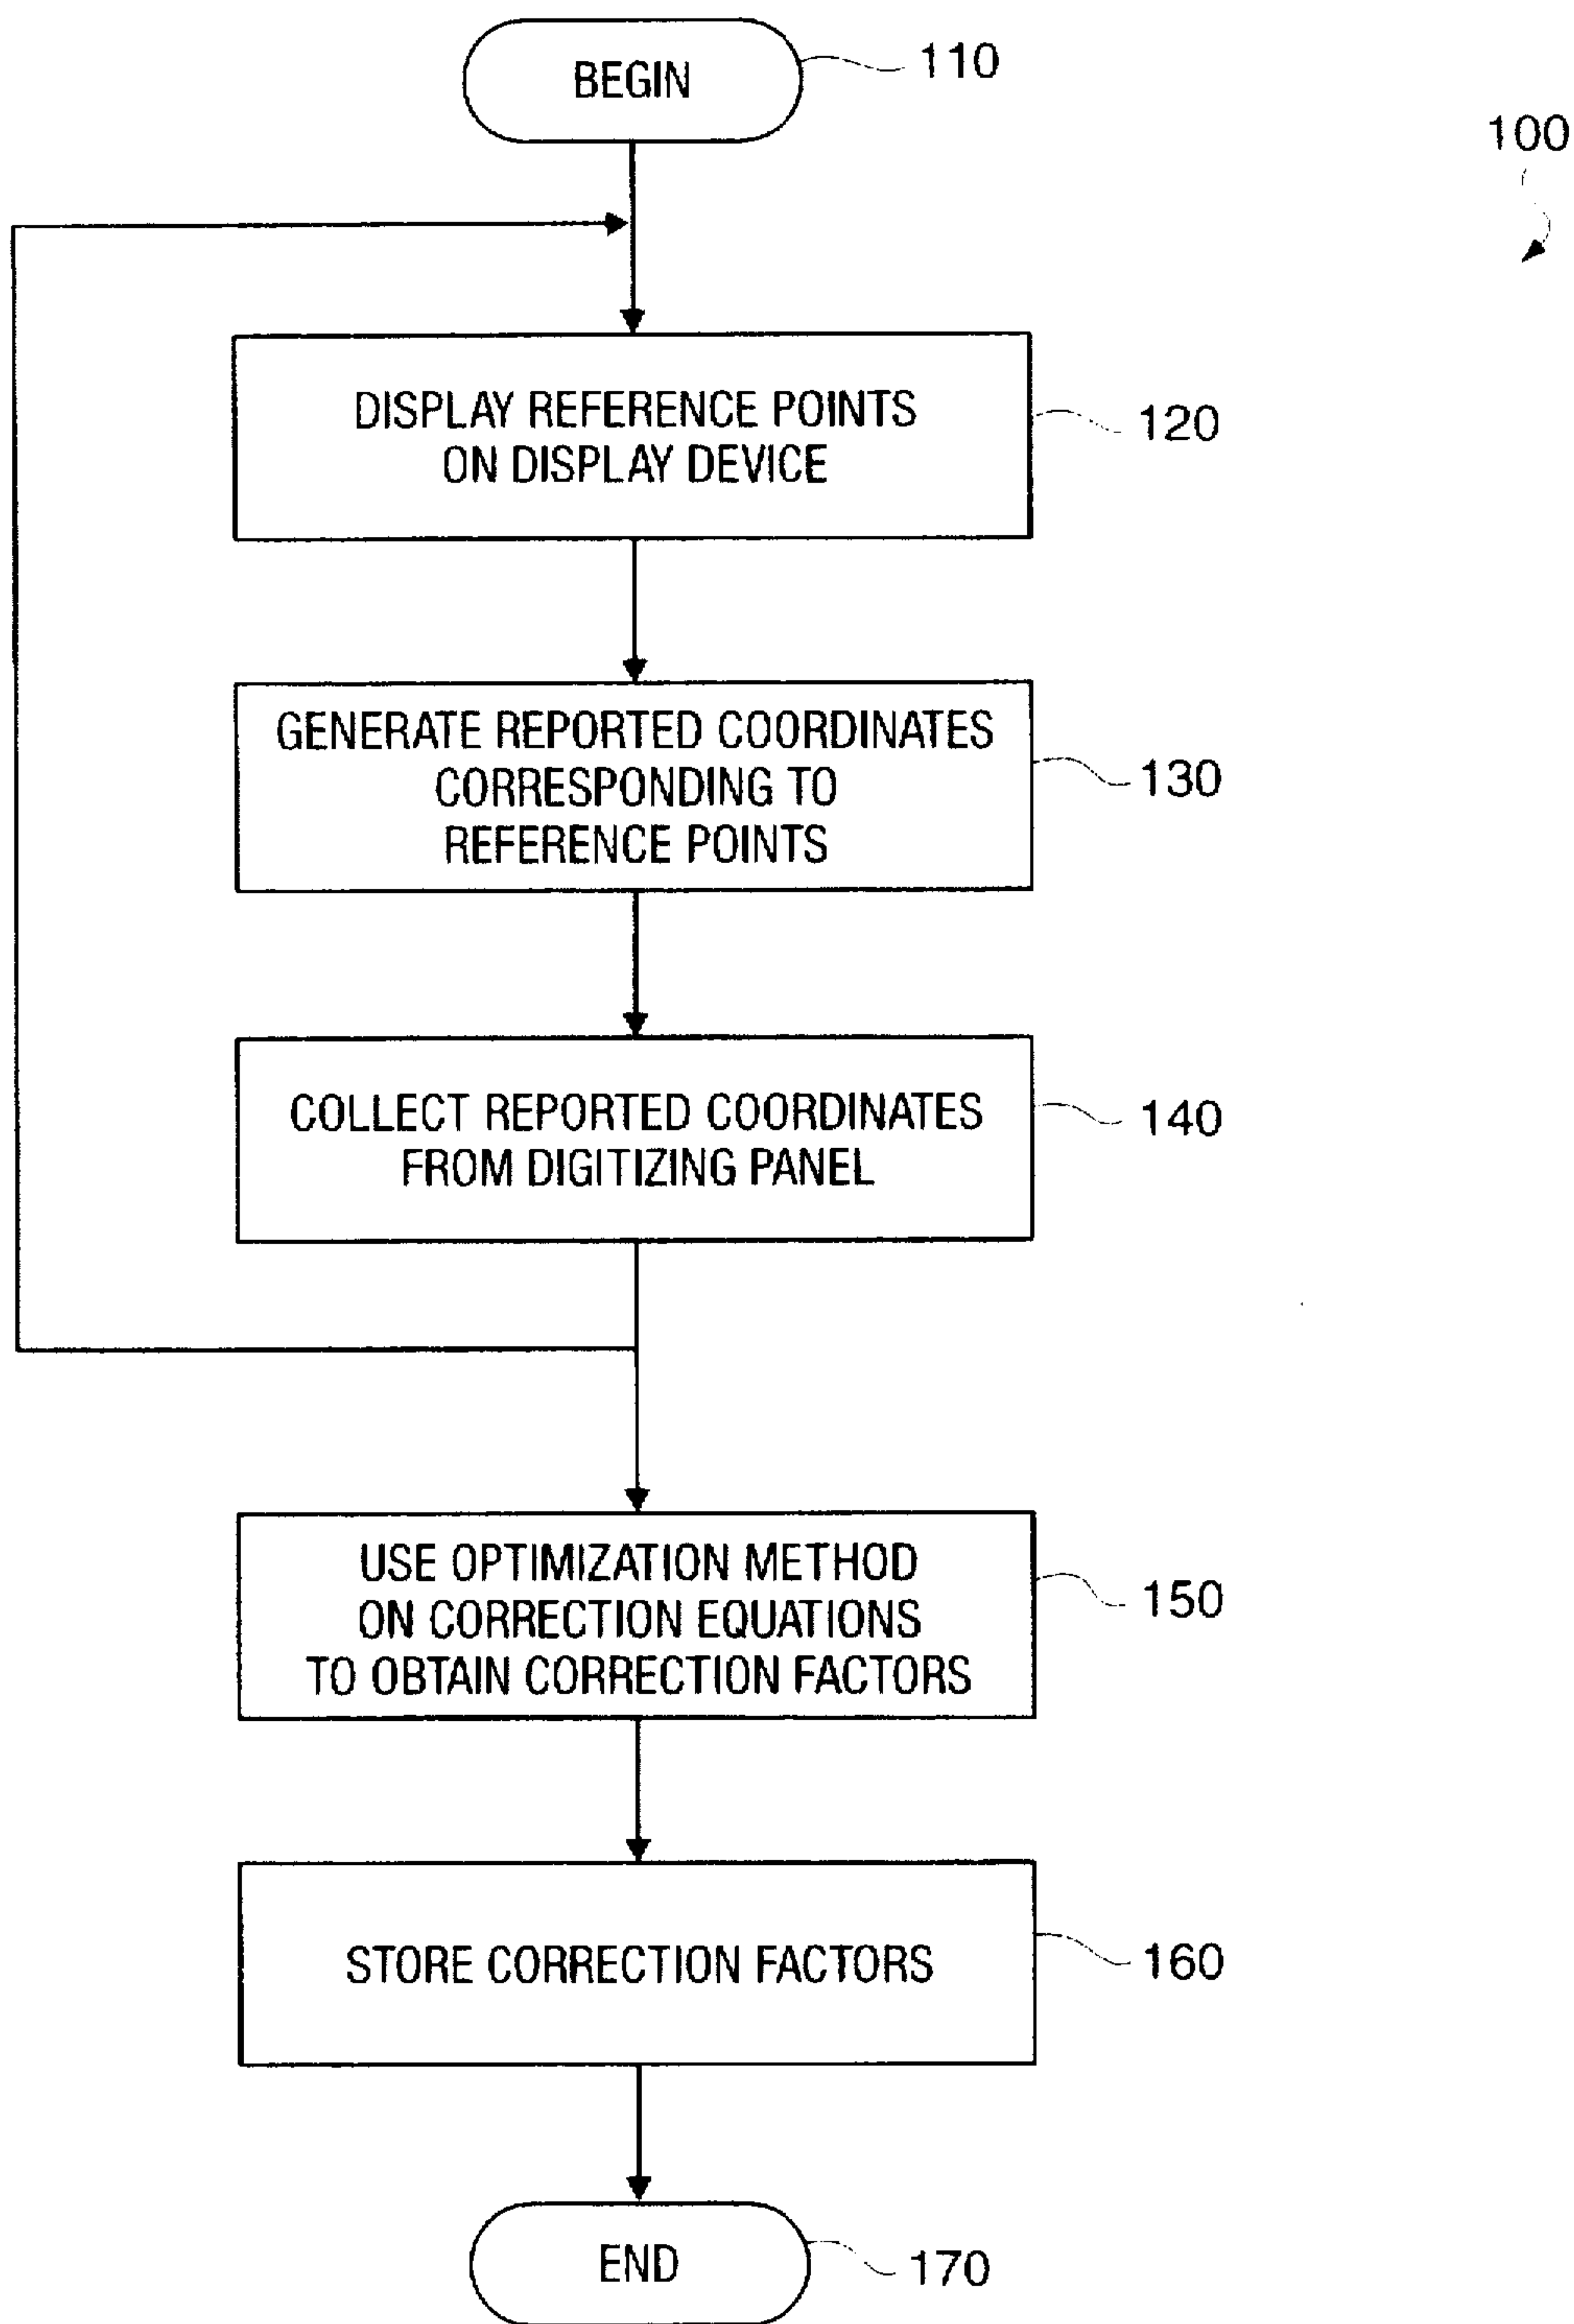 BEGIN
110
100
DISPLAY REFERENCE POINTS
ON DISPLAY DEVICE
120
GENERATE REPORTED COORDINATES
CORRESPONDING TO
REFERENCE POINTS
130
COLLECT REPORTED COORDINATES
FROM DIGITIZING PANEL
140
USE OPTIMIZATION METHOD
ON CORRECTION EQUATIONS
TO OBTAIN CORRECTION FACTORS
150
STORE CORRECTION FACTORS
160
END
170